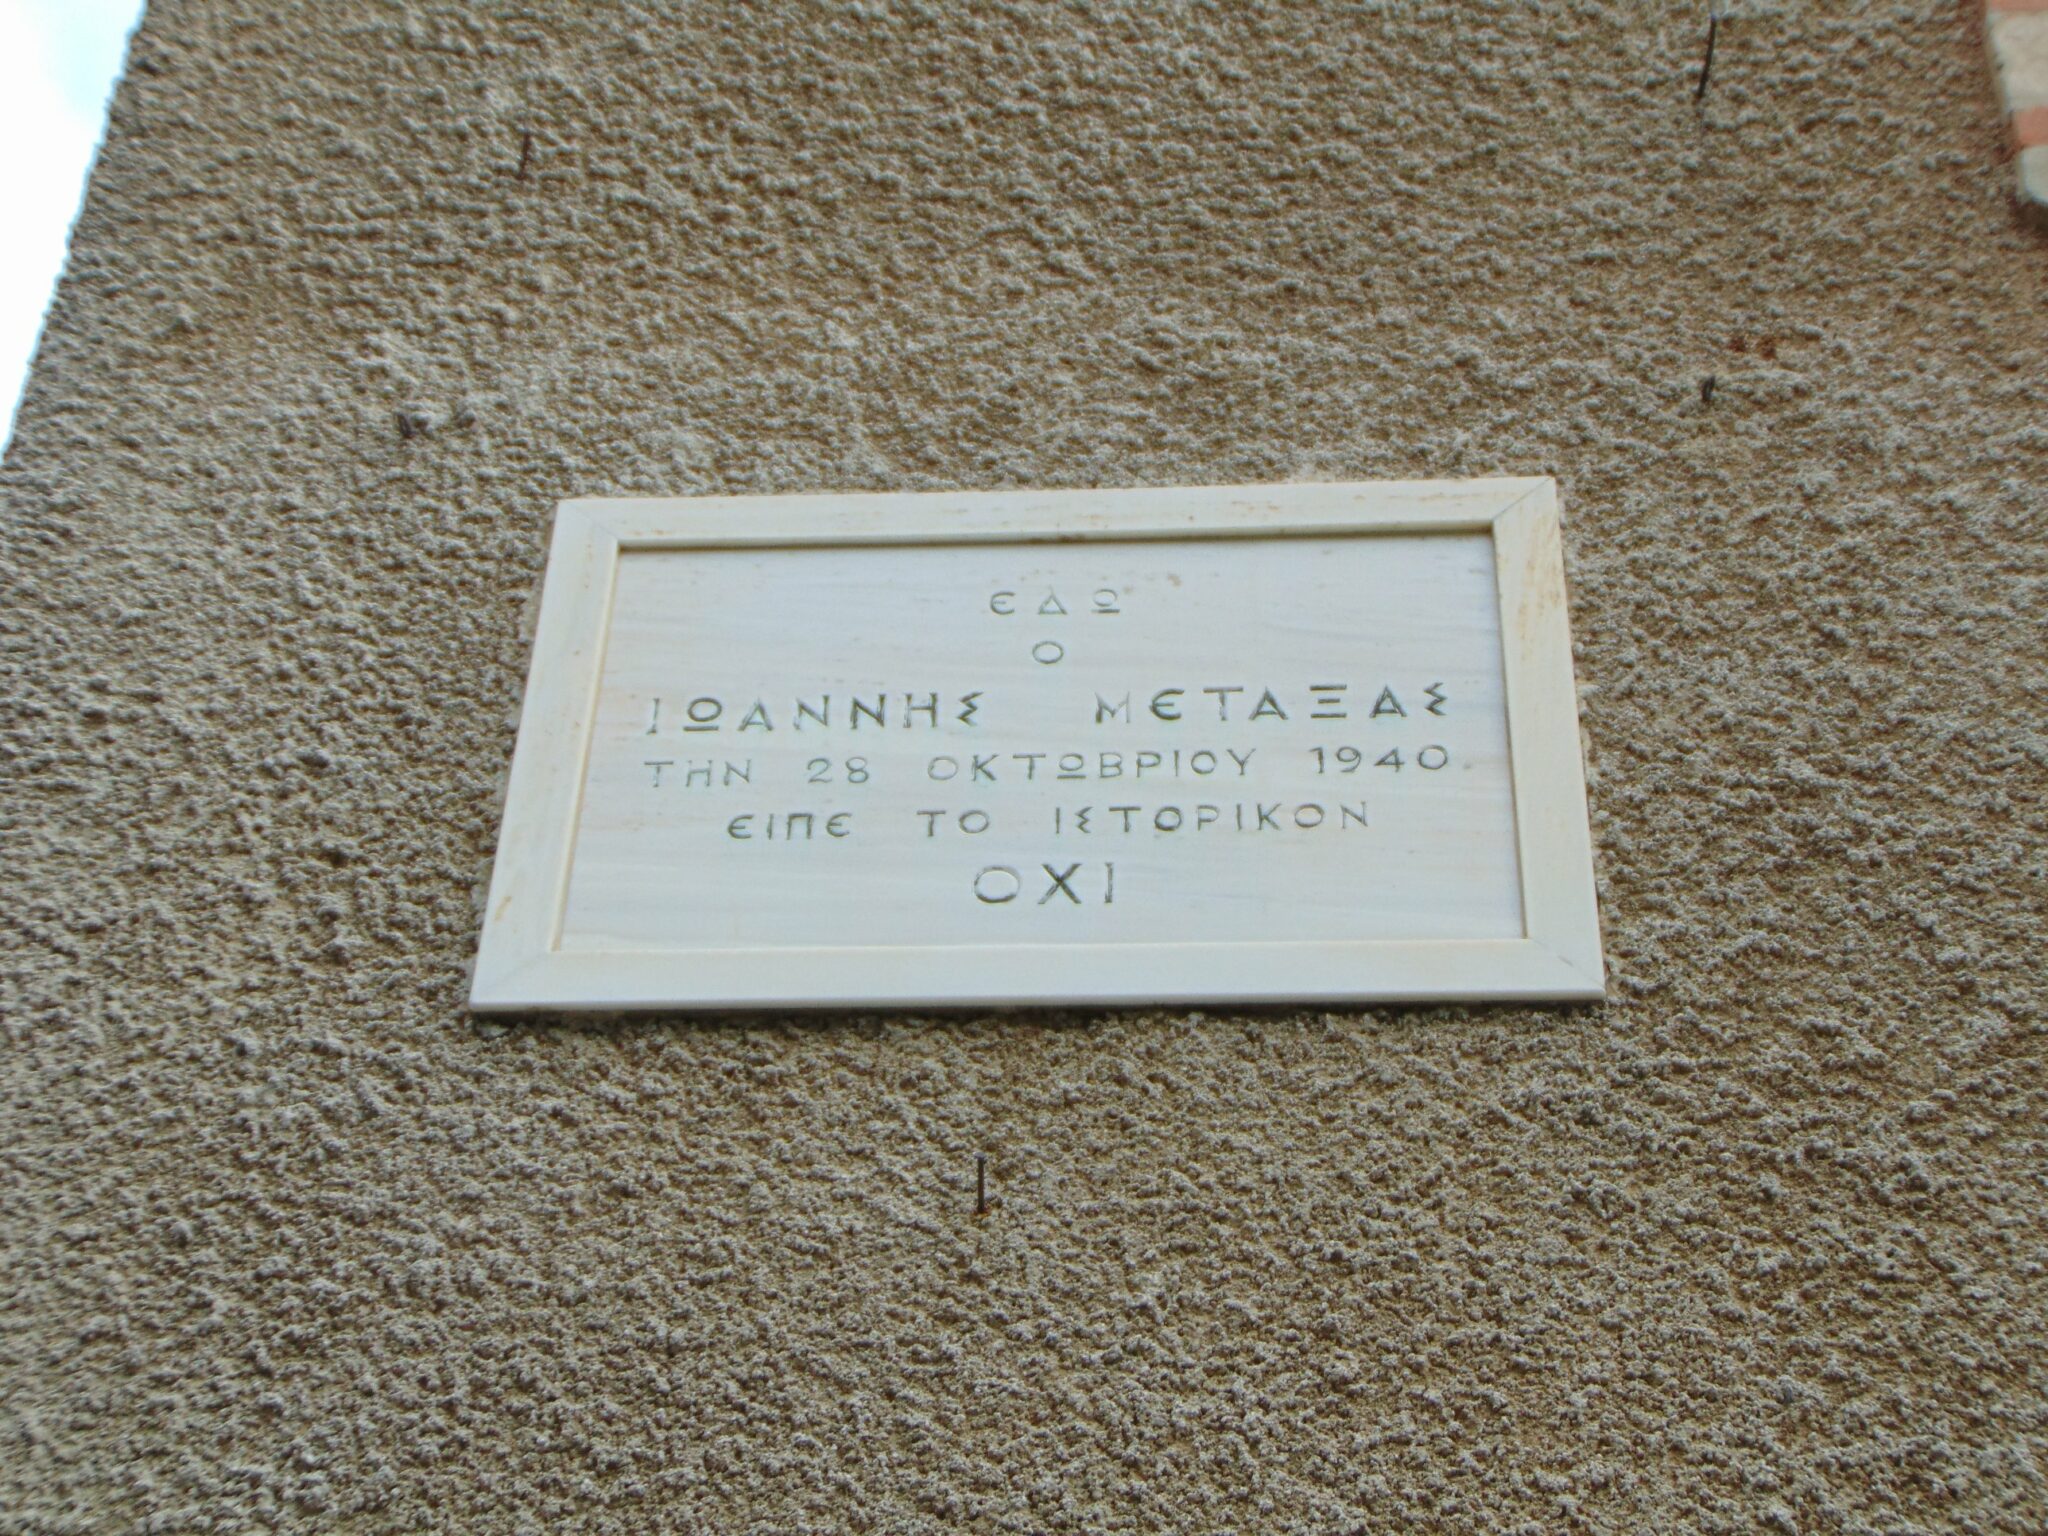 ΕΔΩ
Ο
ΙΩΑΝΝΗΣ ΜΕΤΑΞΑΣ
ΤΗΝ 28 ΟΚΤΩΒΡΙΟΥ 1940
ΕΙΠΕ ΤΟ ΙΣΤΟΡΙΚΟΝ
ΟΧΙ